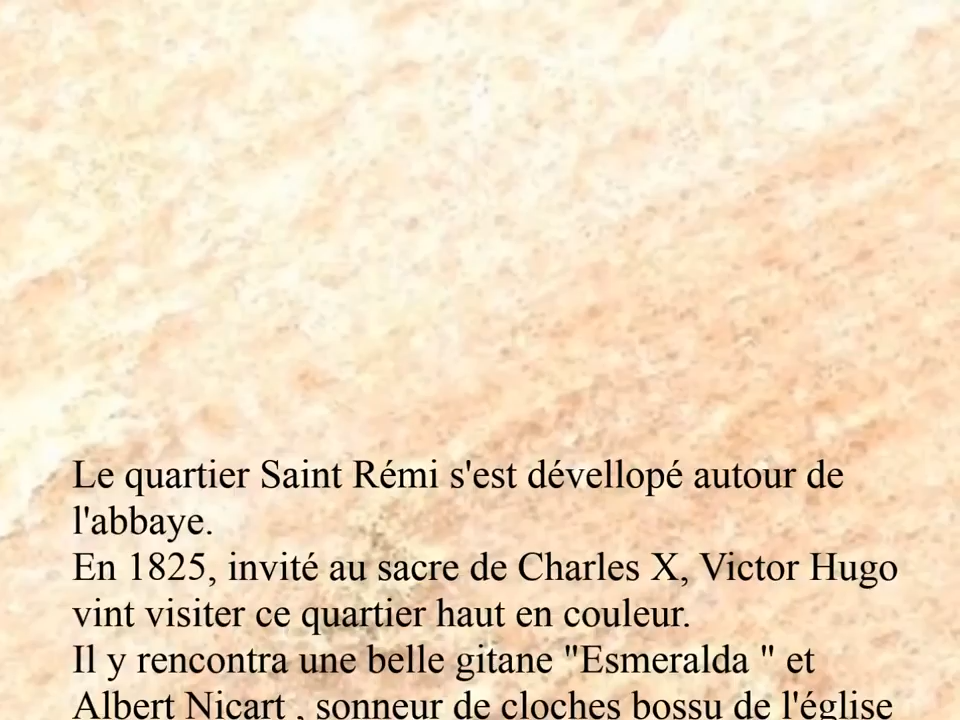 Le quartier Saint Rémi s'est dévellopé autour de
l'abbaye.
En 1825, invité au sacre de Charles X, Victor Hugo
vint visiter ce quartier haut en couleur.
Il y rencontra une belle gitane "Esmeralda " et
Albert Nicart , sonneur de cloches bossu de l'église